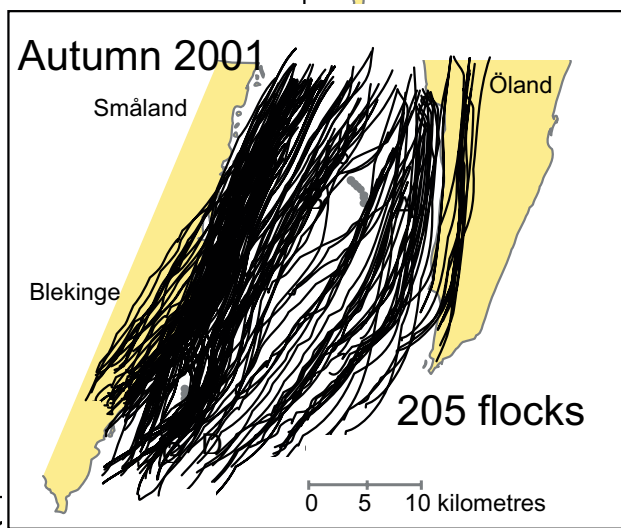 Autumn 2001
Småland
Öland
Blekinge
205 flocks
0 5 10 kilometres